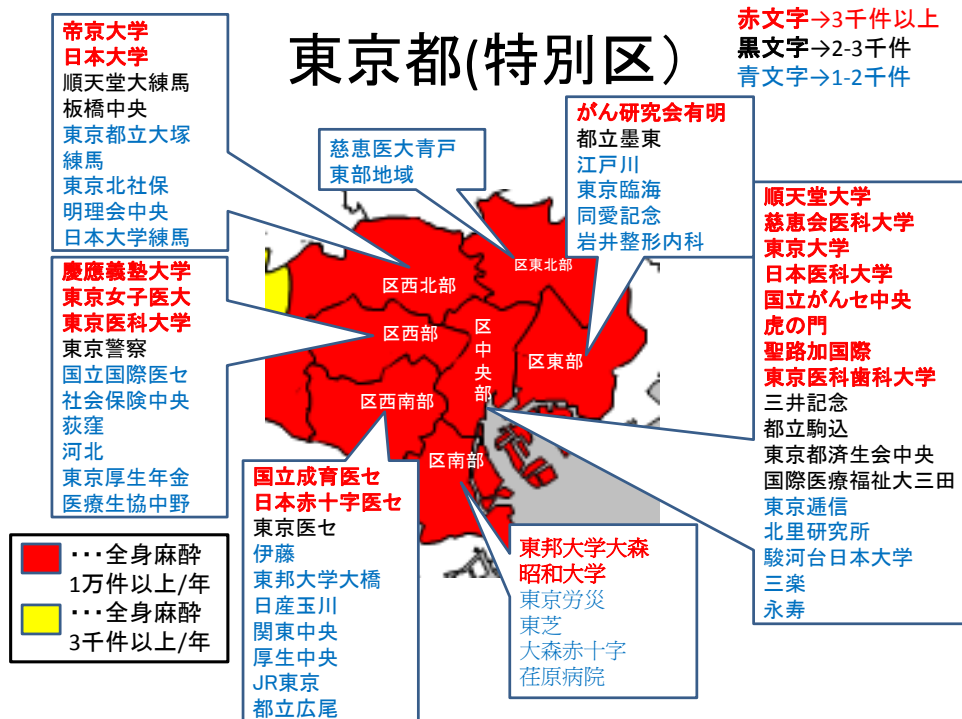 東京都(特別区)
赤文字→3千件以上
黒文字→2-3千件
青文字→1-2千件
帝京大学
日本大学
順天堂大練馬
板橋中央
東京都立大塚
練馬
東京北社保
明理会中央
日本大学練馬
慈恵医大青戸
東部地域
がん研究会有明
都立墨東
江戸川
東京臨海
同愛記念
岩井整形内科
慶應義塾大学
東京女子医大
東京医科大学
東京警察
国立国際医セ
社会保険中央
荻窪
河北
東京厚生年金
医療生協中野
順天堂大学
慈恵会医科大学
東京大学
日本医科大学
国立がんセ中央
虎の門
聖路加国際
東京医科歯科大学
三井記念
都立駒込
東京都済生会中央
国際医療福祉大三田
東京逓信
北里研究所
駿河台日本大学
三楽
永寿
区東北部
区西北部
区西部
区中央部
区東部
区西南部
区南部
国立成育医セ
日本赤十字医セ
東京医セ
伊藤
東邦大学大橋
日産玉川
関東中央
厚生中央
JR東京
都立広尾
東邦大学大森
昭和大学
東京労災
東芝
大森赤十字
荏原病院
･･･全身麻酔
1万件以上/年
･･･全身麻酔
3千件以上/年